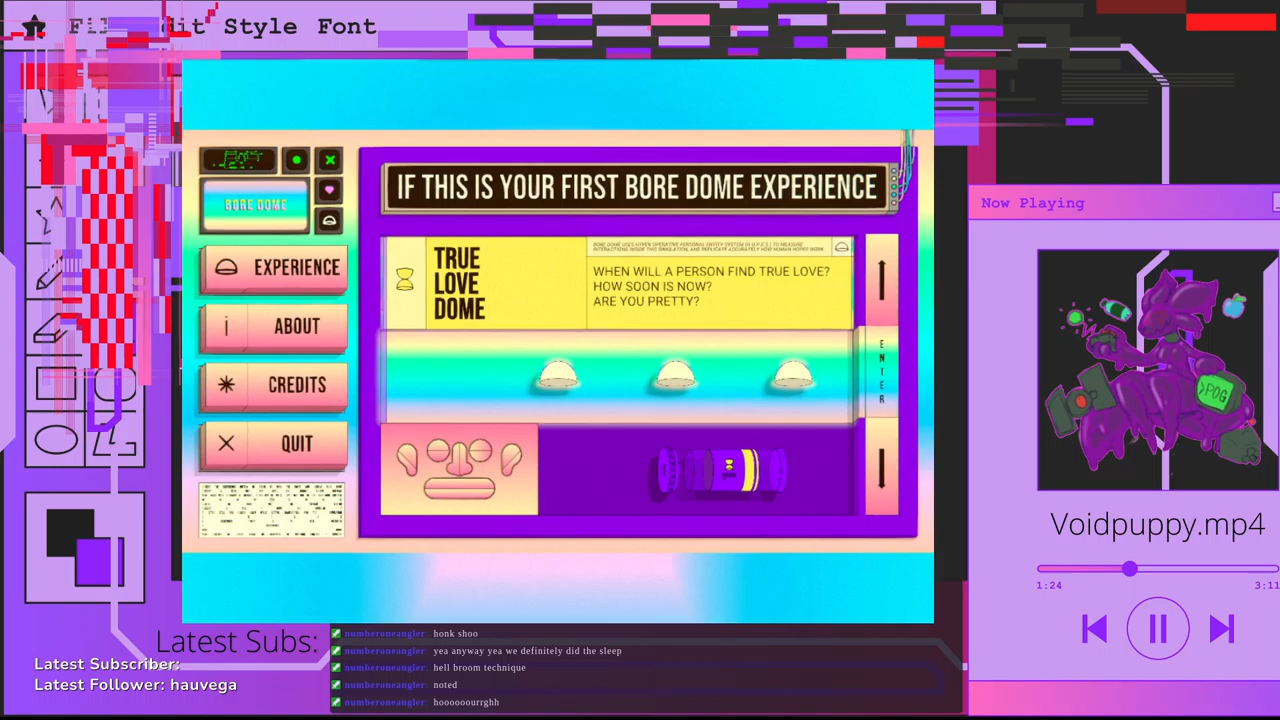 Style Font
IF THIS IS YOUR FIRST BORE DOME EXPERIENCE
BORE DOME
EXPERIENCE
ABOUT
CREDITS
QUIT
TRUE
LOVE
DOME
WHEN WILL A PERSON FIND TRUE LOVE?
HOW SOON IS NOW?
ARE YOU PRETTY?
ENTER
Now Playing
>POG
Voidpuppy.mp4
1:24
3:11
Latest Subs:
Latest Subscriber:
Latest Follower: hauvega
numberoneangler: honk shoo
numberoneangler: yea anyway yea we definitely did the sleep
numberoneangler: hell broom technique
numberoneangler: noted
numberoneangler: hoooooourrghh